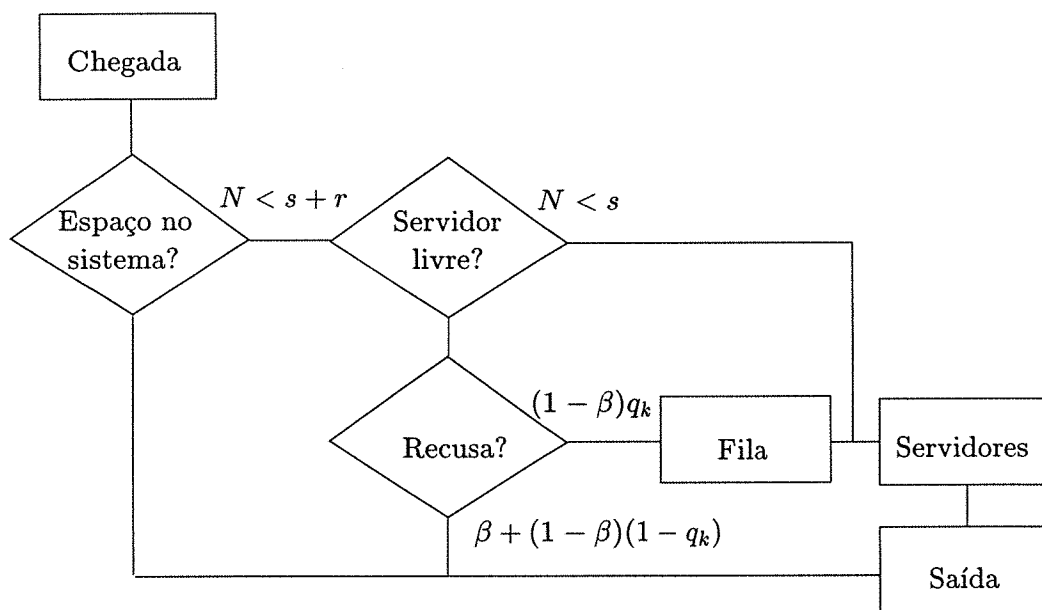 Chegada
Espaço no
sistema?
N < s + r
Servidor
livre?
N < s
Recusa?
(1 − β)q_k
Fila
Servidores
β + (1 − β)(1 − q_k)
Saída